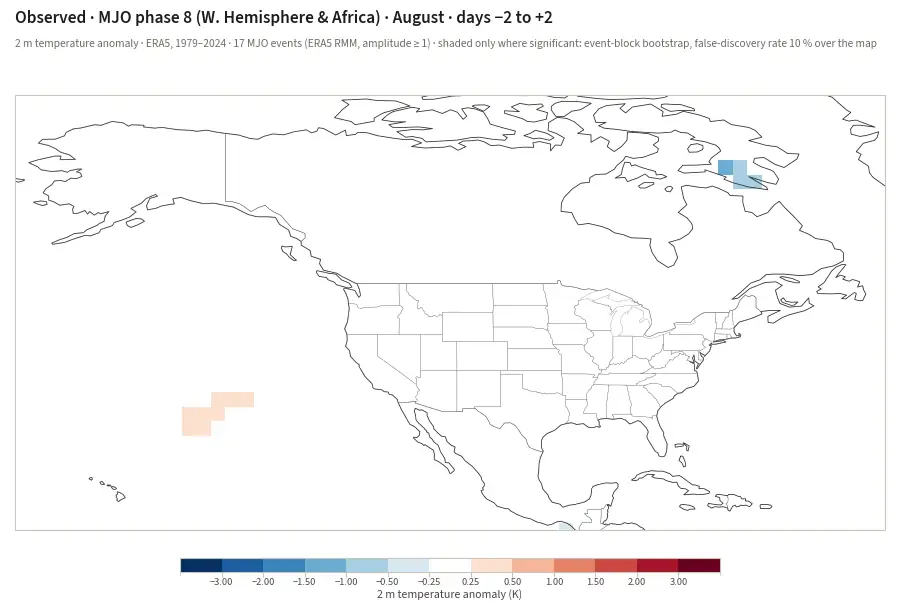 Observed · MJO phase 8 (W. Hemisphere & Africa) · August · days −2 to +2
2 m temperature anomaly · ERA5, 1979–2024 · 17 MJO events (ERA5 RMM, amplitude ≥ 1) · shaded only where significant: event-block bootstrap, false-discovery rate 10 % over the map
−3.00 −2.00 −1.50 −1.00 −0.50 −0.25 0.25 0.50 1.00 1.50 2.00 3.00
2 m temperature anomaly (K)